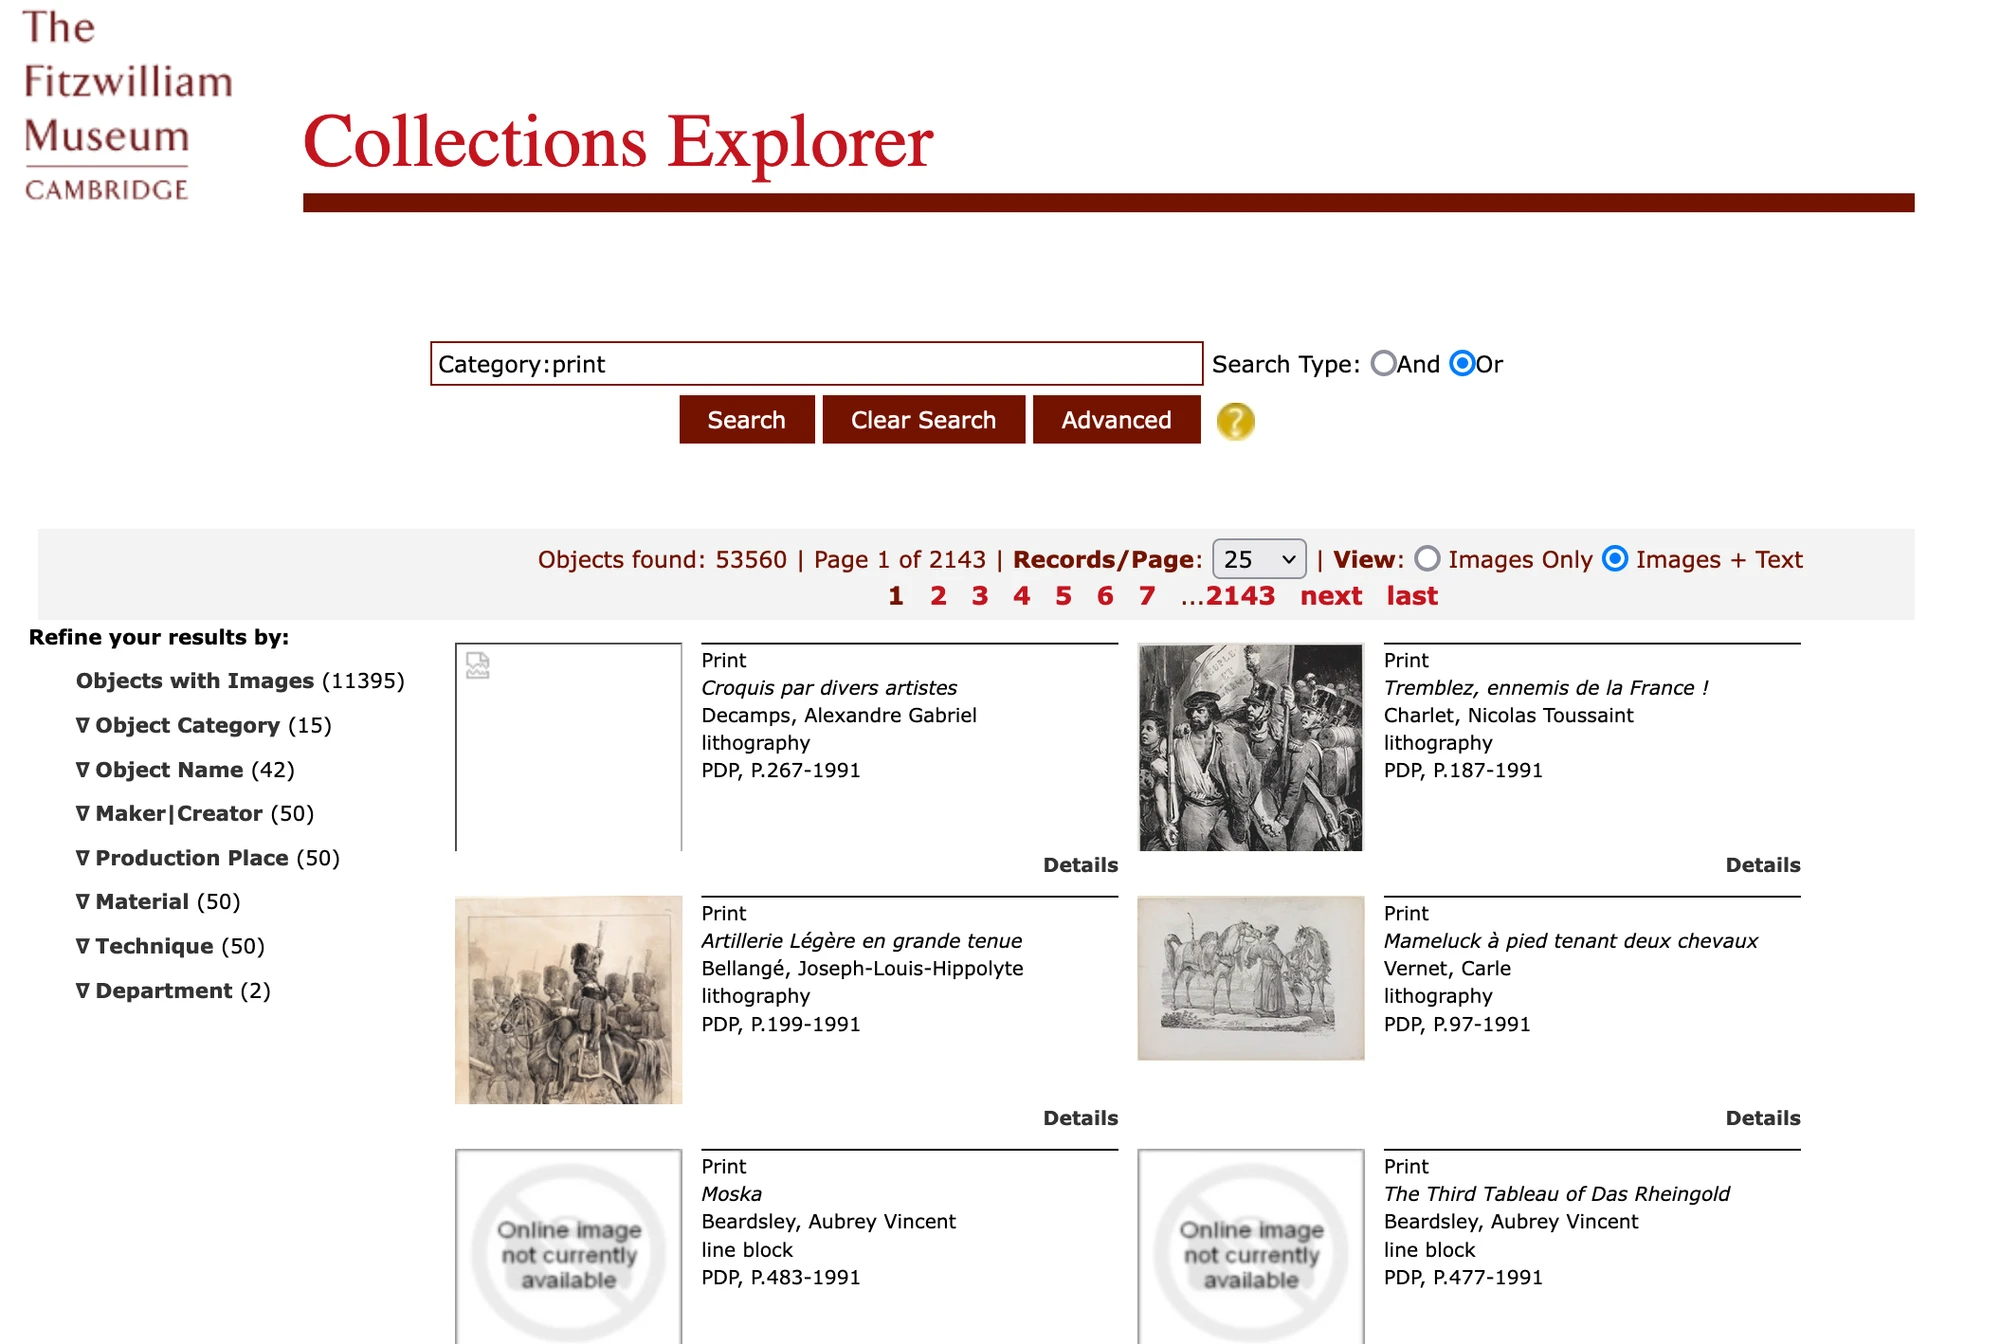 The
Fitzwilliam
Museum
CAMBRIDGE
Collections Explorer
Category:print
Search Type: And Or
Search Clear Search Advanced ?
Objects found: 53560 | Page 1 of 2143 | Records/Page: 25 | View: Images Only Images + Text
1 2 3 4 5 6 7 ...2143 next last
Refine your results by:
Objects with Images (11395)
∇ Object Category (15)
∇ Object Name (42)
∇ Maker|Creator (50)
∇ Production Place (50)
∇ Material (50)
∇ Technique (50)
∇ Department (2)
Print
Croquis par divers artistes
Decamps, Alexandre Gabriel
lithography
PDP, P.267-1991
Details
Print
Tremblez, ennemis de la France !
Charlet, Nicolas Toussaint
lithography
PDP, P.187-1991
Details
Print
Artillerie Légère en grande tenue
Bellangé, Joseph-Louis-Hippolyte
lithography
PDP, P.199-1991
Details
Print
Mameluck à pied tenant deux chevaux
Vernet, Carle
lithography
PDP, P.97-1991
Details
Online image
not currently
available
Print
Moska
Beardsley, Aubrey Vincent
line block
PDP, P.483-1991
Online image
not currently
available
Print
The Third Tableau of Das Rheingold
Beardsley, Aubrey Vincent
line block
PDP, P.477-1991